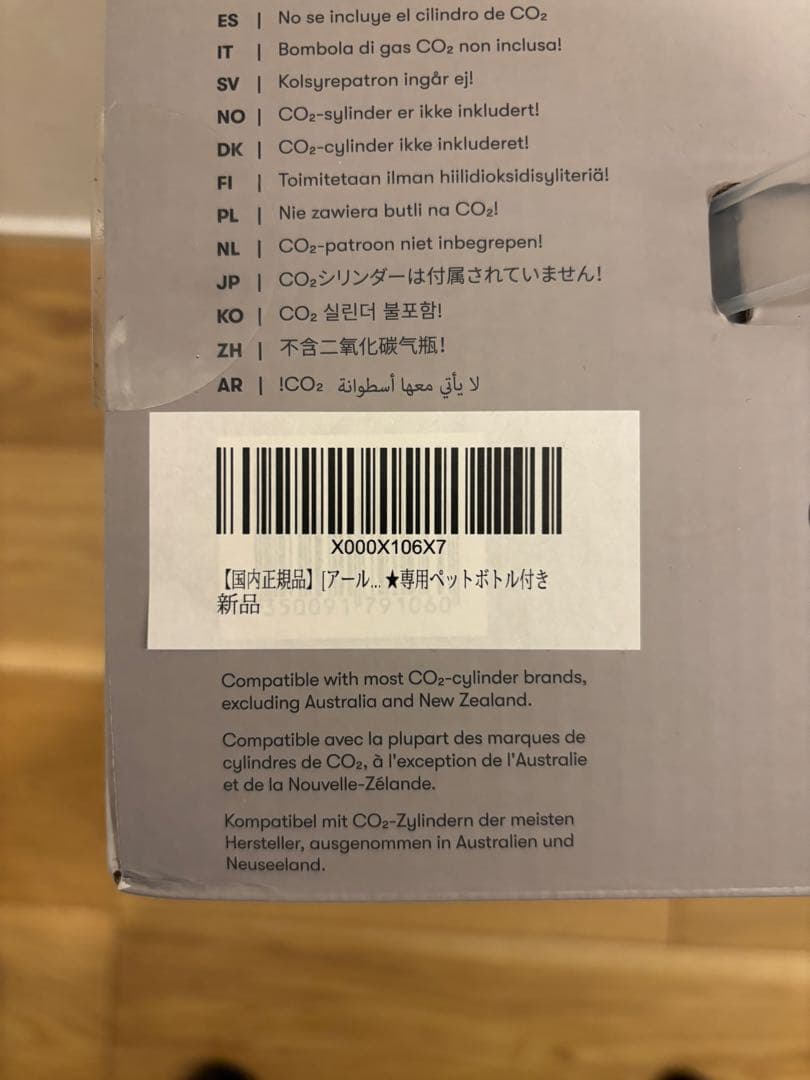 ES | No se incluye el cilindro de CO₂
IT | Bombola di gas CO₂ non inclusa!
SV | Kolsyrepatron ingår ej!
NO | CO₂-sylinder er ikke inkludert!
DK | CO₂-cylinder ikke inkluderet!
FI | Toimitetaan ilman hiilidioksidisyliteriä!
PL | Nie zawiera butli na CO₂!
NL | CO₂-patroon niet inbegrepen!
JP | CO₂シリンダーは付属されていません!
KO | CO₂ 실린더 불포함!
ZH | 不含二氧化碳气瓶!
AR | لا يأتي معها أسطوانة CO₂!
X000X106X7
【国内正規品】[アール... ★専用ペットボトル付き
新品
350091 791060
Compatible with most CO₂-cylinder brands,
excluding Australia and New Zealand.
Compatible avec la plupart des marques de
cylindres de CO₂, à l'exception de l'Australie
et de la Nouvelle-Zélande.
Kompatibel mit CO₂-Zylindern der meisten
Hersteller, ausgenommen in Australien und
Neuseeland.